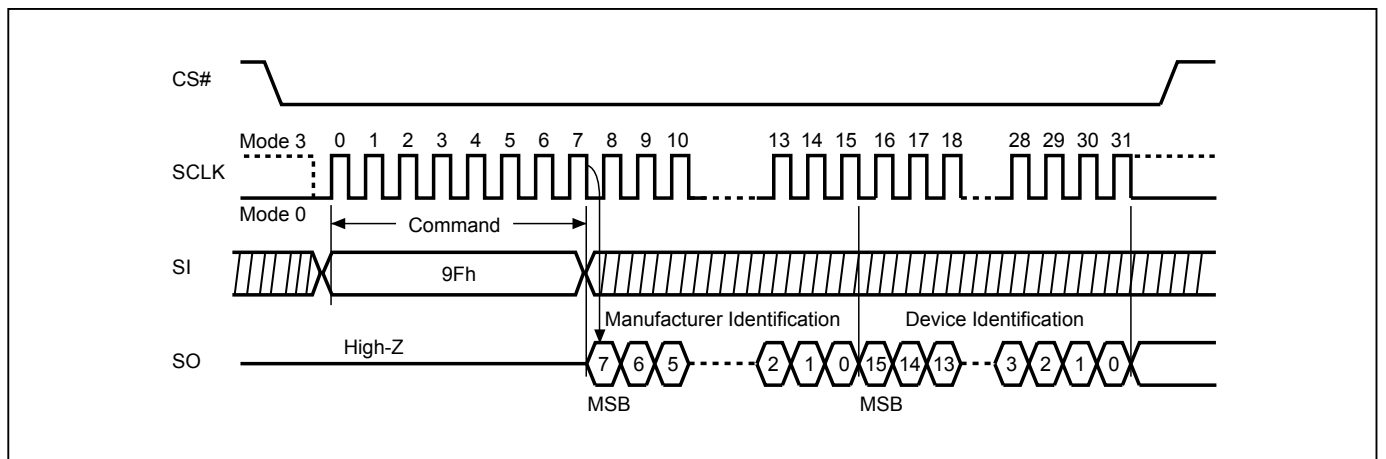 CS#
Mode 3 0 1 2 3 4 5 6 7 8 9 10 13 14 15 16 17 18 28 29 30 31
SCLK
Mode 0
Command
SI 9Fh
Manufacturer Identification Device Identification
High-Z
SO 7 6 5 2 1 0 15 14 13 3 2 1 0
MSB MSB